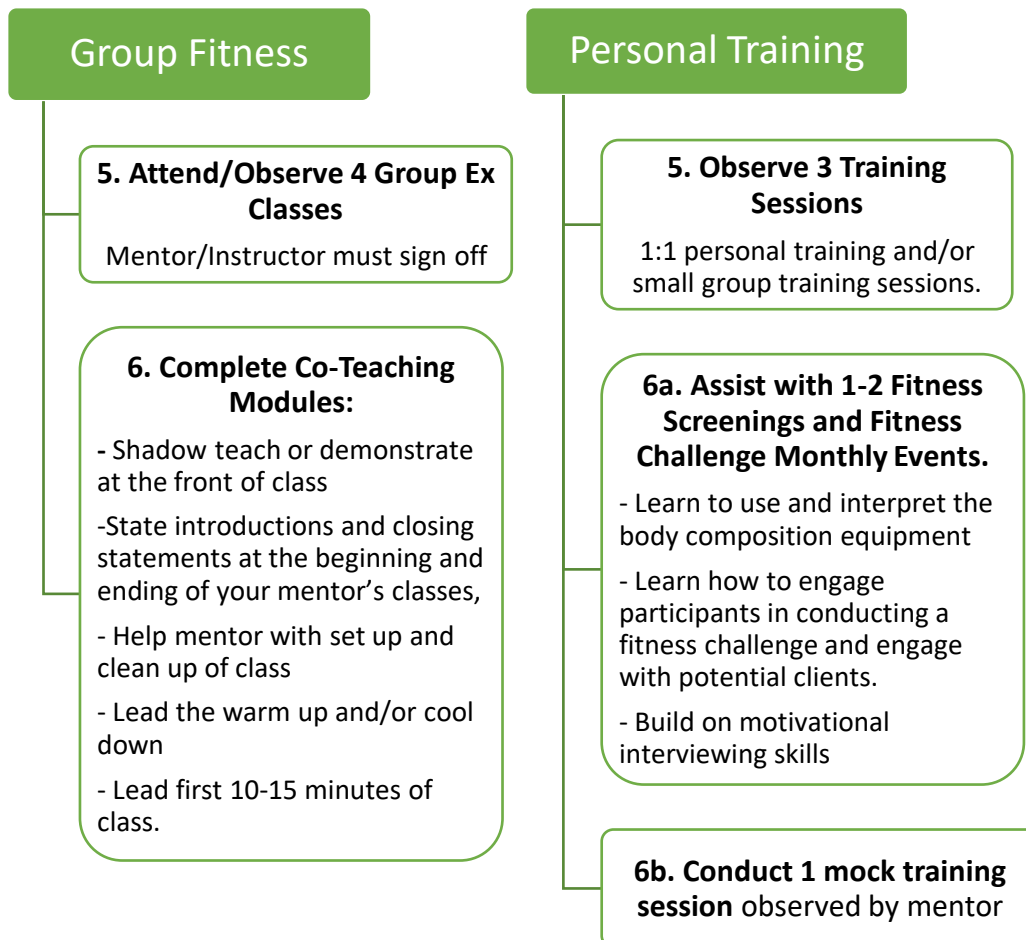 Group Fitness
5. Attend/Observe 4 Group Ex
Classes
Mentor/Instructor must sign off
6. Complete Co-Teaching
Modules:
- Shadow teach or demonstrate
at the front of class
-State introductions and closing
statements at the beginning and
ending of your mentor’s classes,
- Help mentor with set up and
clean up of class
- Lead the warm up and/or cool
down
- Lead first 10-15 minutes of
class.
Personal Training
5. Observe 3 Training
Sessions
1:1 personal training and/or
small group training sessions.
6a. Assist with 1-2 Fitness
Screenings and Fitness
Challenge Monthly Events.
- Learn to use and interpret the
body composition equipment
- Learn how to engage
participants in conducting a
fitness challenge and engage
with potential clients.
- Build on motivational
interviewing skills
6b. Conduct 1 mock training
session observed by mentor